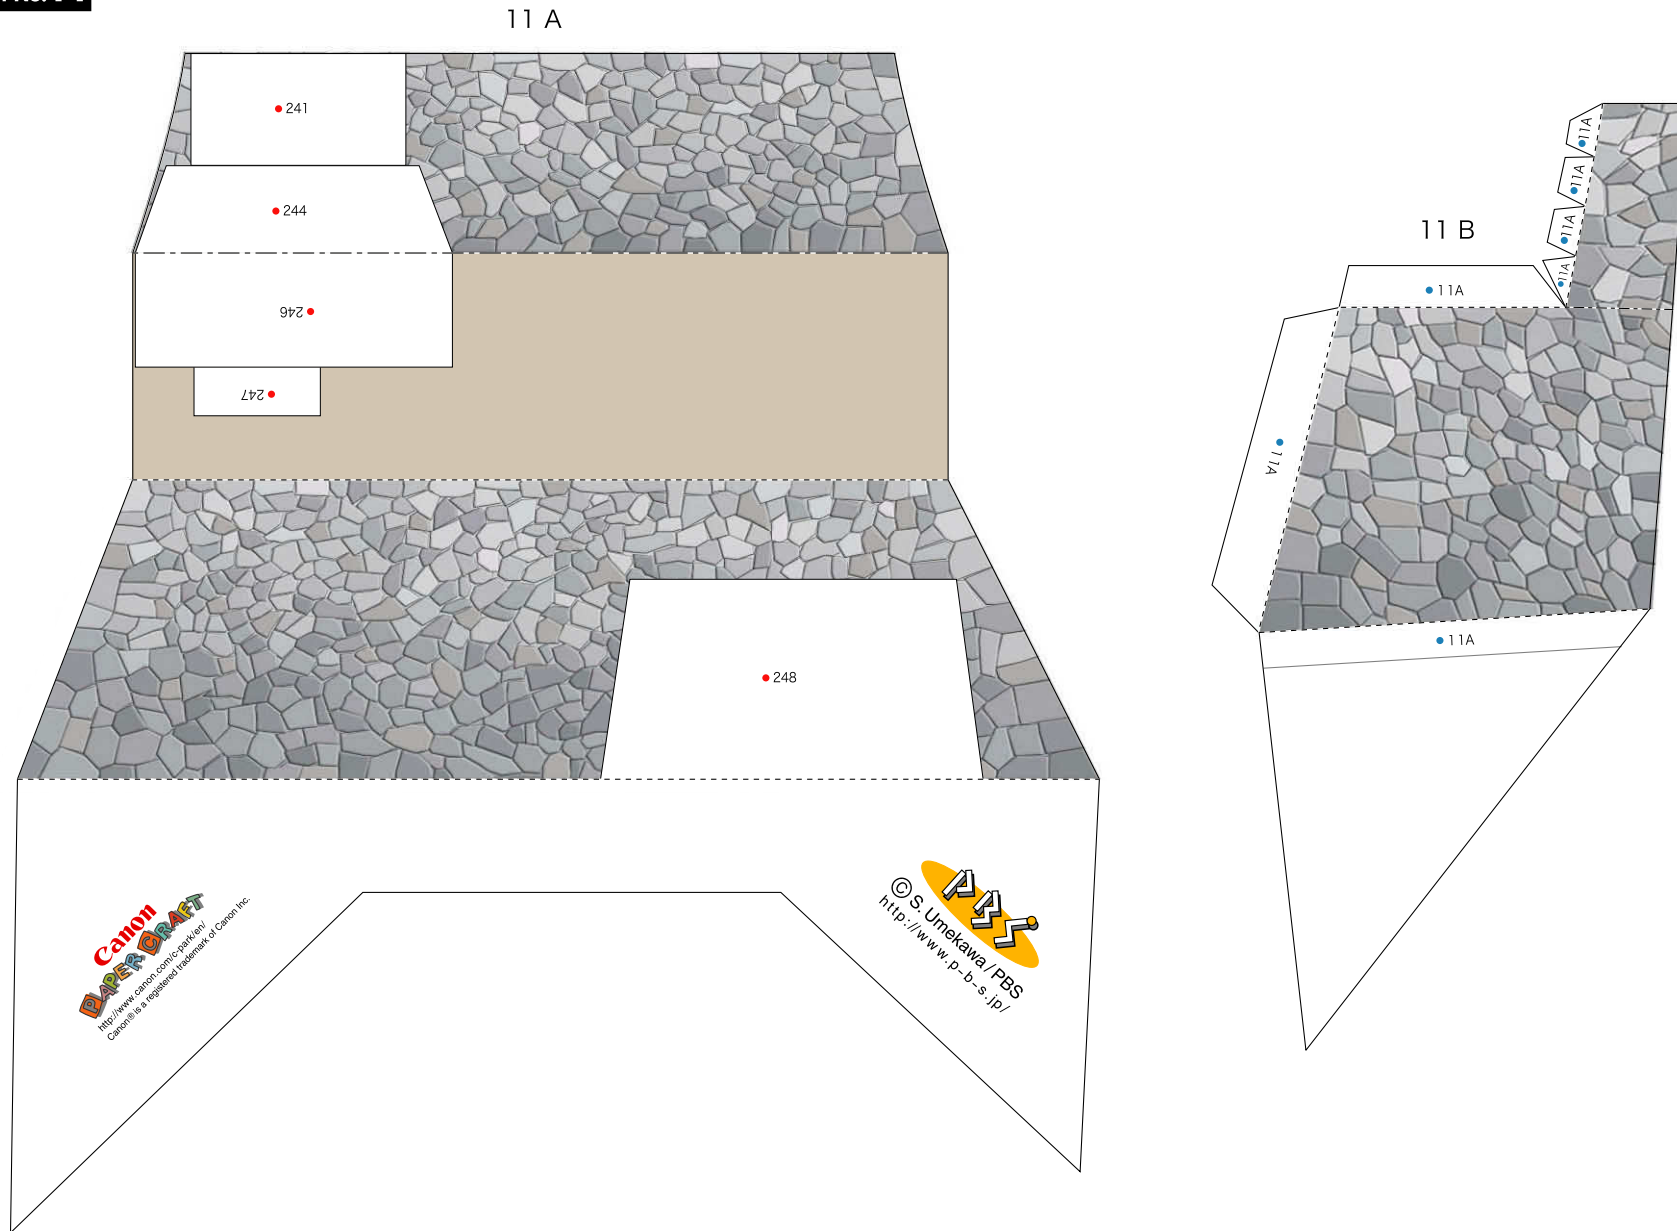 11 A
241
244
246
247
248
Canon
PAPER CRAFT
http://www.canon.com/c-park/en/
Canon® is a registered trademark of Canon Inc.
© S. Umekawa/PBS
http://www.p-b-s.jp/
11 B
11A
11A
11A
11A
11A
11A
11A